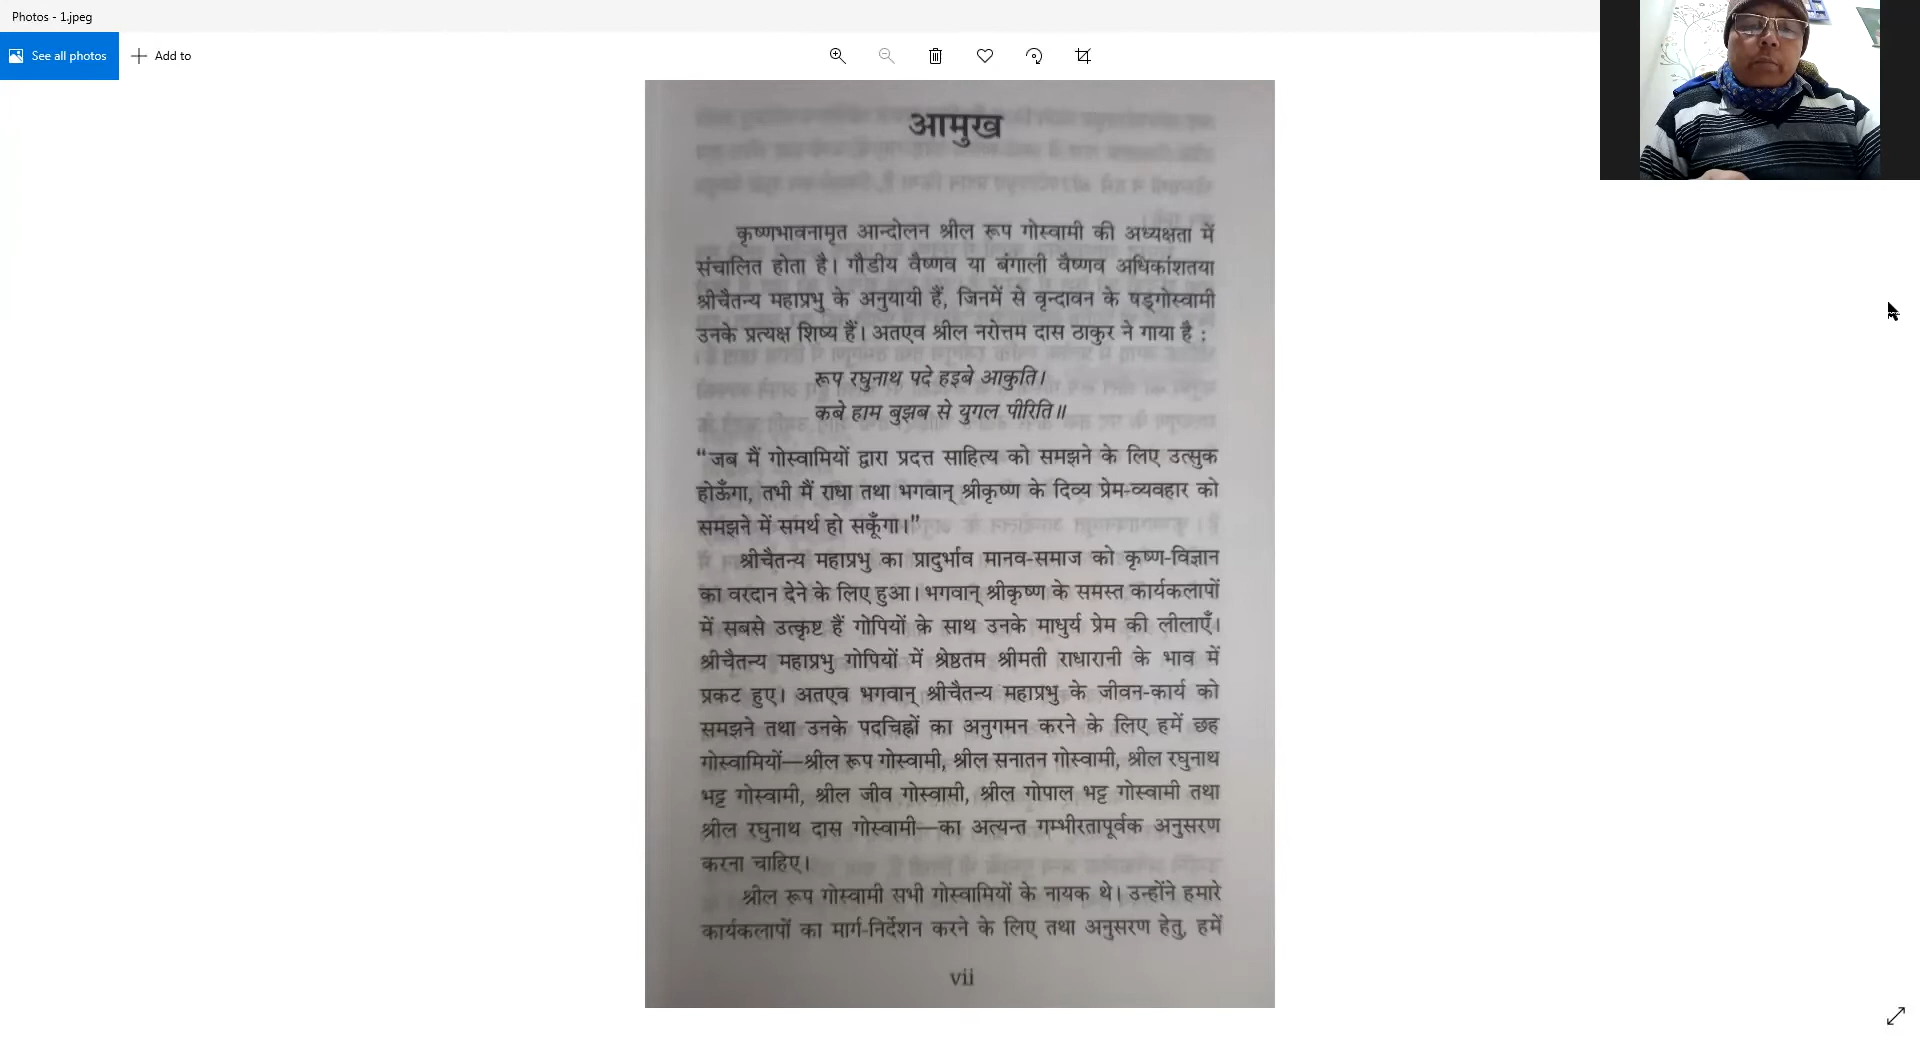 Photos - 1.jpeg
See all photos
Add to
आमुख
कृष्णभावनामृत आन्दोलन श्रील रूप गोस्वामी की अध्यक्षता में
संचालित होता है। गौडीय वैष्णव या बंगाली वैष्णव अधिकांशतया
श्रीचैतन्य महाप्रभु के अनुयायी हैं, जिनमें से वृन्दावन के षड्गोस्वामी
उनके प्रत्यक्ष शिष्य हैं। अतएव श्रील नरोत्तम दास ठाकुर ने गाया है :
रूप रघुनाथ पदे हइबे आकुति।
कबे हाम बुझब से युगल पीरिति॥
“जब मैं गोस्वामियों द्वारा प्रदत्त साहित्य को समझने के लिए उत्सुक
होऊँगा, तभी मैं राधा तथा भगवान् श्रीकृष्ण के दिव्य प्रेम-व्यवहार को
समझने में समर्थ हो सकूँगा।”
श्रीचैतन्य महाप्रभु का प्रादुर्भाव मानव-समाज को कृष्ण-विज्ञान
का वरदान देने के लिए हुआ। भगवान् श्रीकृष्ण के समस्त कार्यकलापों
में सबसे उत्कृष्ट हैं गोपियों के साथ उनके माधुर्य प्रेम की लीलाएँ।
श्रीचैतन्य महाप्रभु गोपियों में श्रेष्ठतम श्रीमती राधारानी के भाव में
प्रकट हुए। अतएव भगवान् श्रीचैतन्य महाप्रभु के जीवन-कार्य को
समझने तथा उनके पदचिह्नों का अनुगमन करने के लिए हमें छह
गोस्वामियों—श्रील रूप गोस्वामी, श्रील सनातन गोस्वामी, श्रील रघुनाथ
भट्ट गोस्वामी, श्रील जीव गोस्वामी, श्रील गोपाल भट्ट गोस्वामी तथा
श्रील रघुनाथ दास गोस्वामी—का अत्यन्त गम्भीरतापूर्वक अनुसरण
करना चाहिए।
श्रील रूप गोस्वामी सभी गोस्वामियों के नायक थे। उन्होंने हमारे
कार्यकलापों का मार्ग-निर्देशन करने के लिए तथा अनुसरण हेतु, हमें
vii